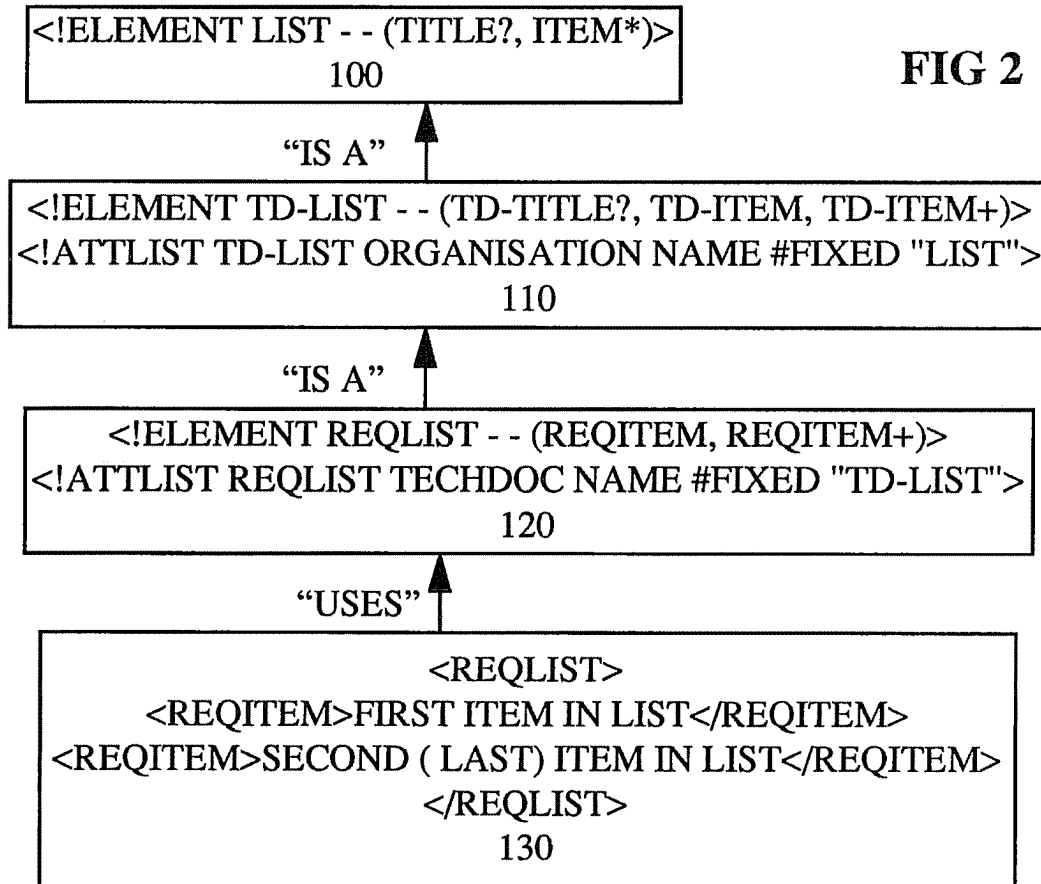 <!ELEMENT LIST - - (TITLE?, ITEM*)>
100
FIG 2
“IS A”
<!ELEMENT TD-LIST - - (TD-TITLE?, TD-ITEM, TD-ITEM+)>
<!ATTLIST TD-LIST ORGANISATION NAME #FIXED "LIST">
110
“IS A”
<!ELEMENT REQLIST - - (REQITEM, REQITEM+)>
<!ATTLIST REQLIST TECHDOC NAME #FIXED "TD-LIST">
120
“USES”
<REQLIST>
<REQITEM>FIRST ITEM IN LIST</REQITEM>
<REQITEM>SECOND ( LAST) ITEM IN LIST</REQITEM>
</REQLIST>
130